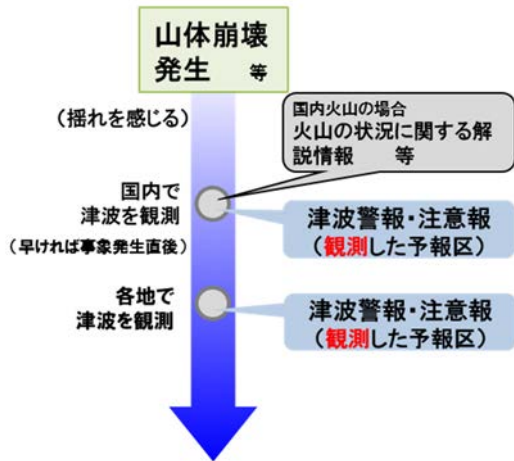 山体崩壊
発生　等
(揺れを感じる)
国内火山の場合
火山の状況に関する解
説情報　等
国内で
津波を観測
(早ければ事象発生直後)
津波警報・注意報
(観測した予報区)
各地で
津波を観測
津波警報・注意報
(観測した予報区)